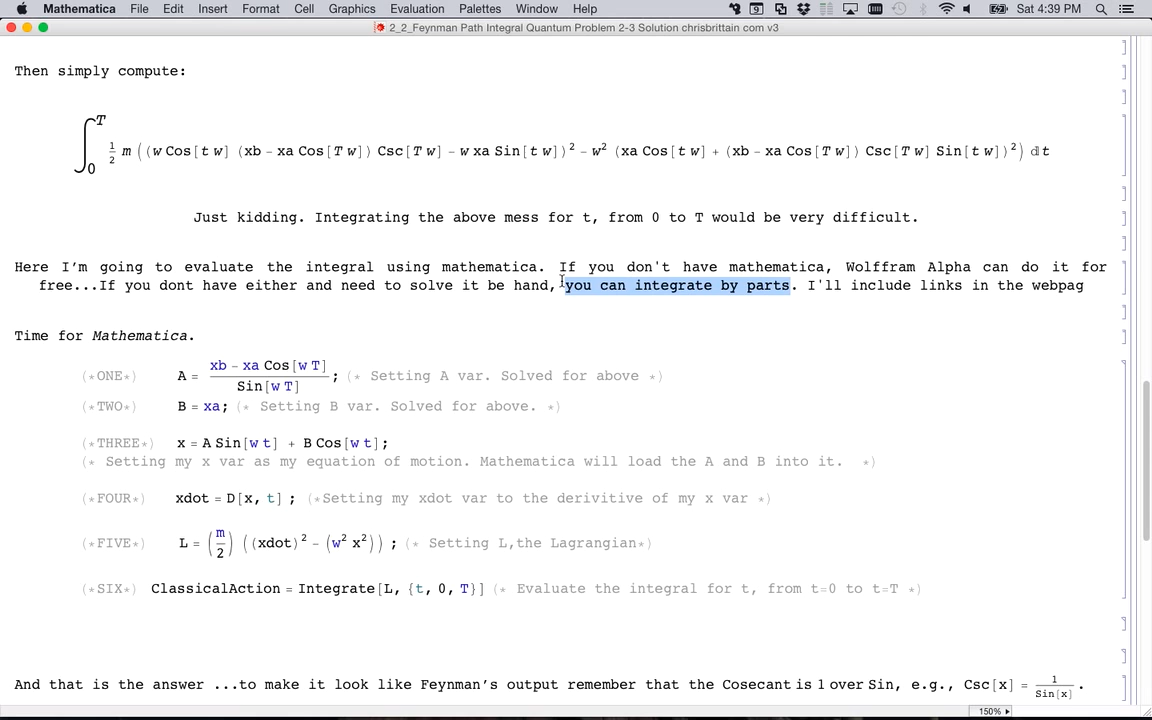 Mathematica File Edit Insert Format Cell Graphics Evaluation Palettes Window Help 9 Sat 4:39 PM
2_2_Feynman Path Integral Quantum Problem 2-3 Solution chrisbrittain com v3
Then simply compute:
∫₀ᵀ ½ m ((w Cos[t w] (xb – xa Cos[T w]) Csc[T w] – w xa Sin[t w])² – w² (xa Cos[t w] + (xb – xa Cos[T w]) Csc[T w] Sin[t w])²) ⅆt
Just kidding. Integrating the above mess for t, from 0 to T would be very difficult.
Here I'm going to evaluate the integral using mathematica. If you don't have mathematica, Wolffram Alpha can do it for
free...If you dont have either and need to solve it be hand, you can integrate by parts. I'll include links in the webpag
Time for Mathematica.
(*ONE*) A = (xb – xa Cos[w T])/Sin[w T]; (* Setting A var. Solved for above *)
(*TWO*) B = xa; (* Setting B var. Solved for above. *)
(*THREE*) x = A Sin[w t] + B Cos[w t];
(* Setting my x var as my equation of motion. Mathematica will load the A and B into it. *)
(*FOUR*) xdot = D[x, t] ; (*Setting my xdot var to the derivitive of my x var *)
(*FIVE*) L = (m/2) ((xdot)² – (w² x²)) ; (* Setting L,the Lagrangian*)
(*SIX*) ClassicalAction = Integrate[L, {t, 0, T}] (* Evaluate the integral for t, from t=0 to t=T *)
And that is the answer ...to make it look like Feynman's output remember that the Cosecant is 1 over Sin, e.g., Csc[x] = 1/Sin[x] .
150%